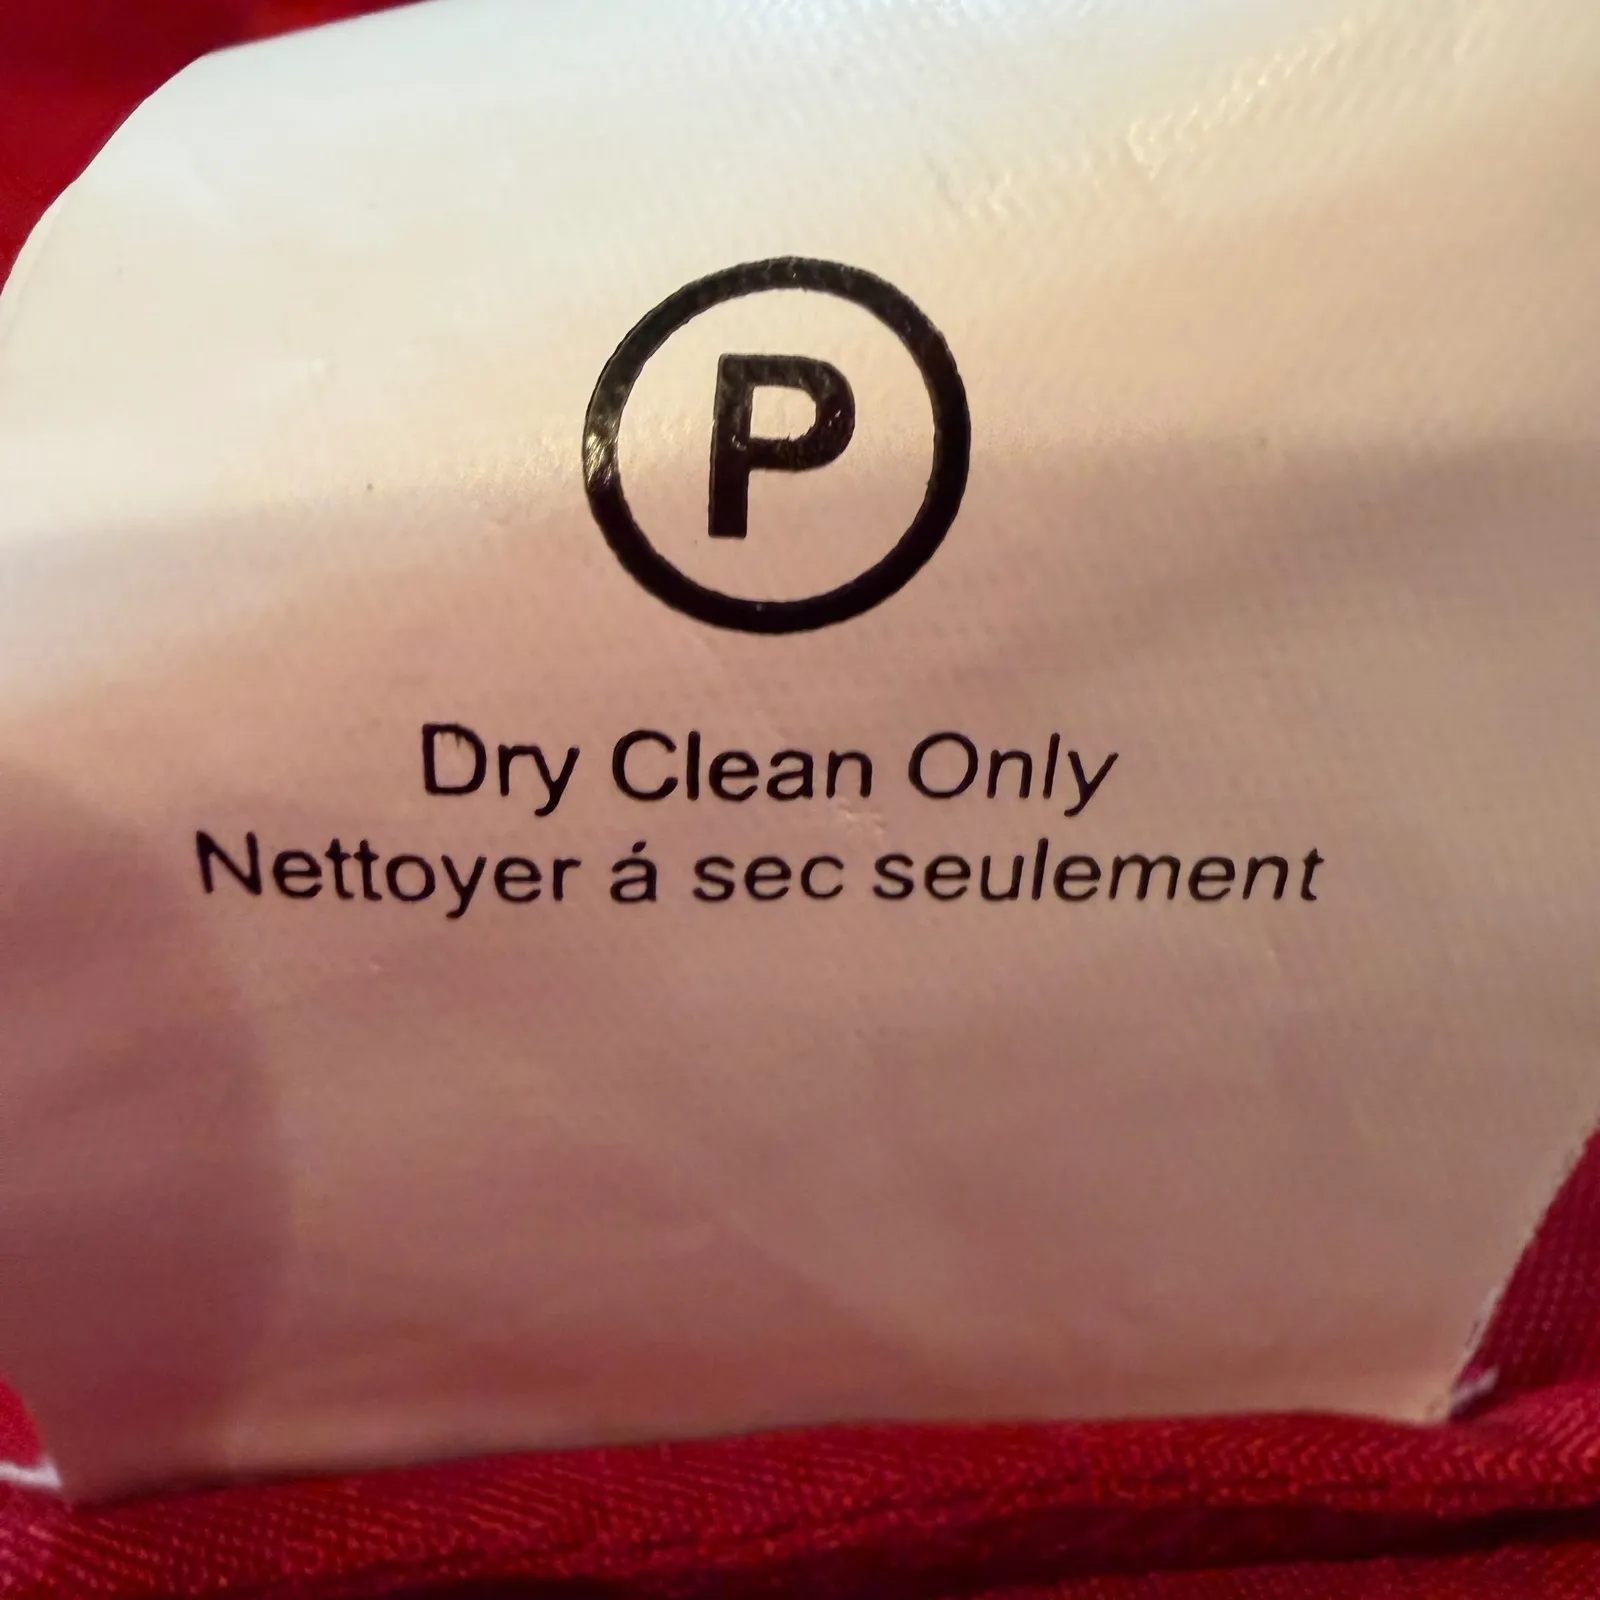 P
Dry Clean Only
Nettoyer á sec seulement